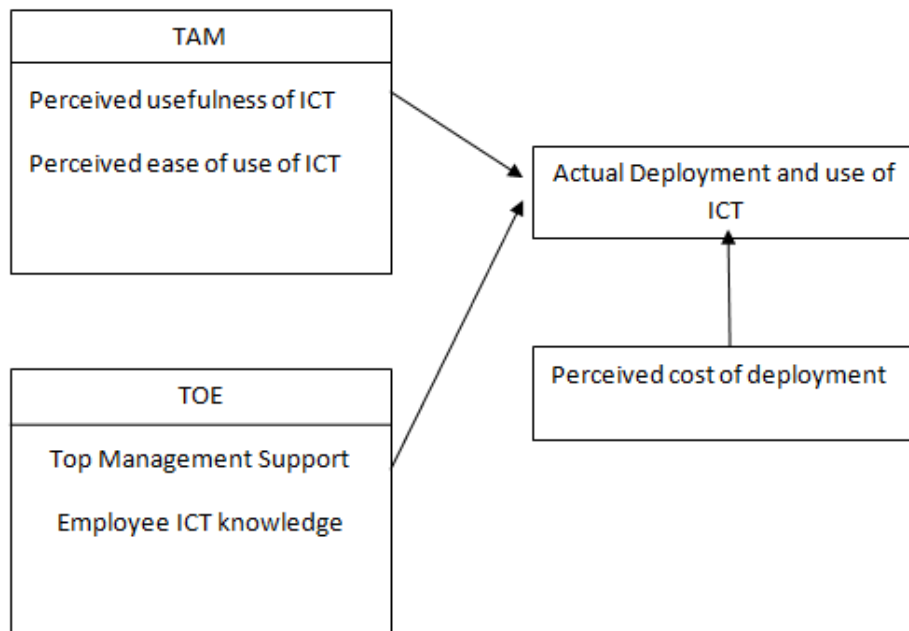 TAM
Perceived usefulness of ICT
Perceived ease of use of ICT
Actual Deployment and use of
ICT
Perceived cost of deployment
TOE
Top Management Support
Employee ICT knowledge